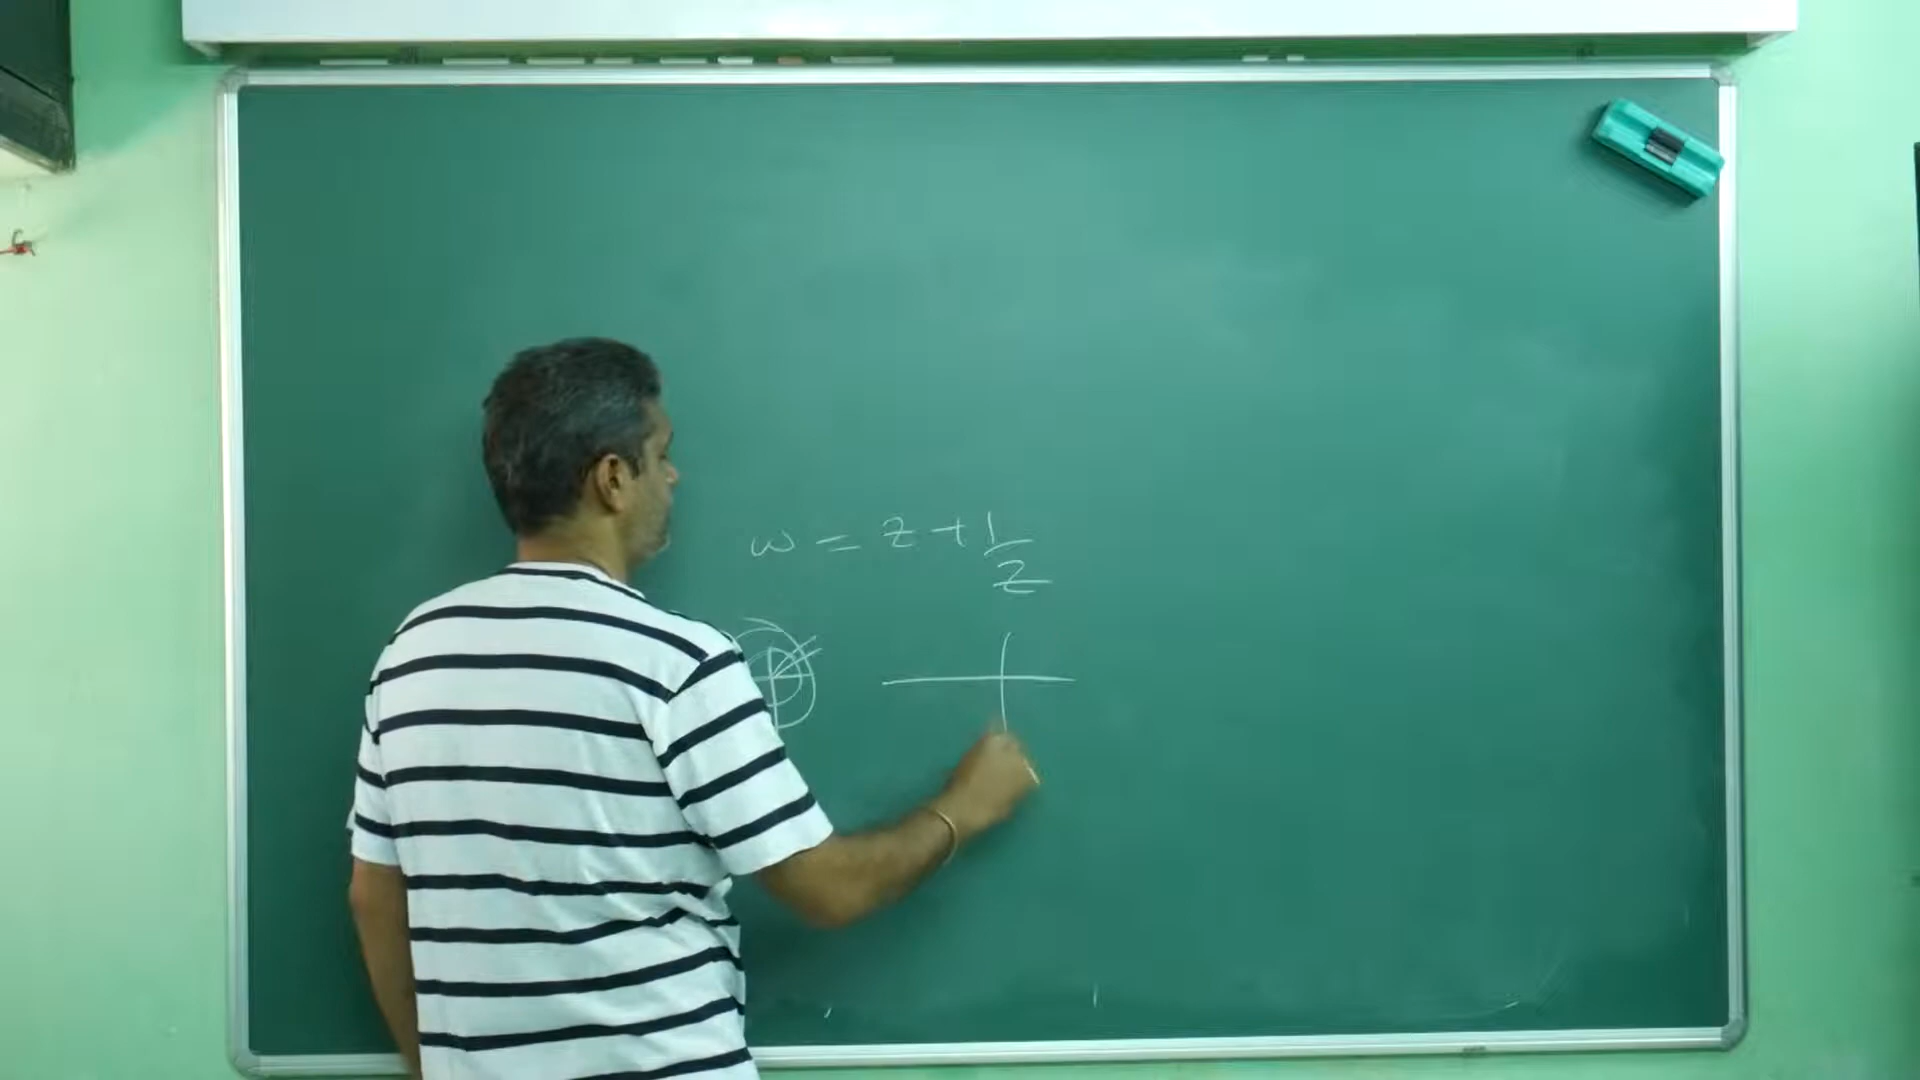 w = z + 1/z